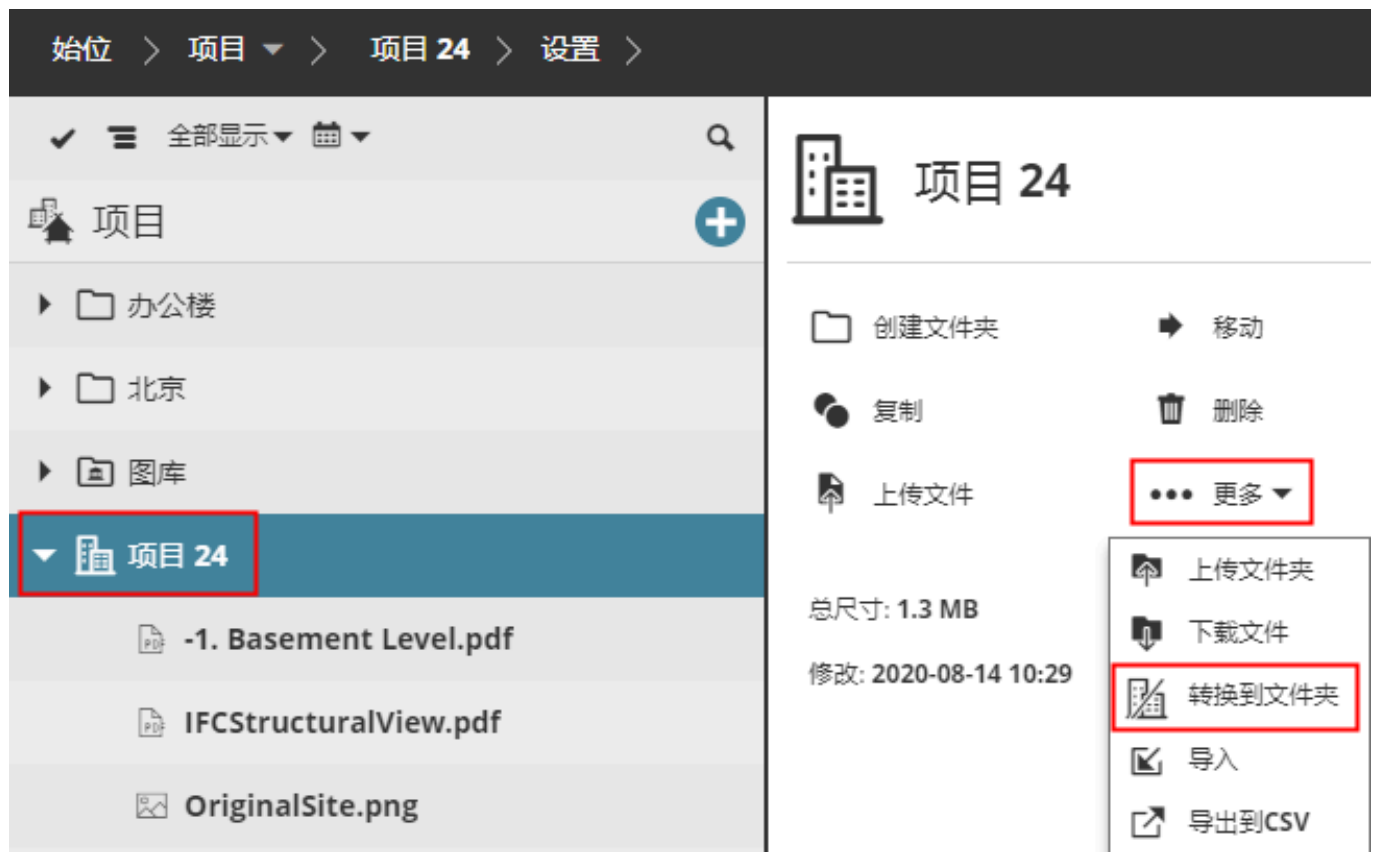 始位 > 项目 > 项目 24 > 设置 >
全部显示
项目
办公楼
北京
图库
项目 24
-1. Basement Level.pdf
IFCStructuralView.pdf
OriginalSite.png
项目 24
创建文件夹 移动
复制 删除
上传文件 ••• 更多
总尺寸: 1.3 MB
修改: 2020-08-14 10:29
上传文件夹
下载文件
转换到文件夹
导入
导出到CSV